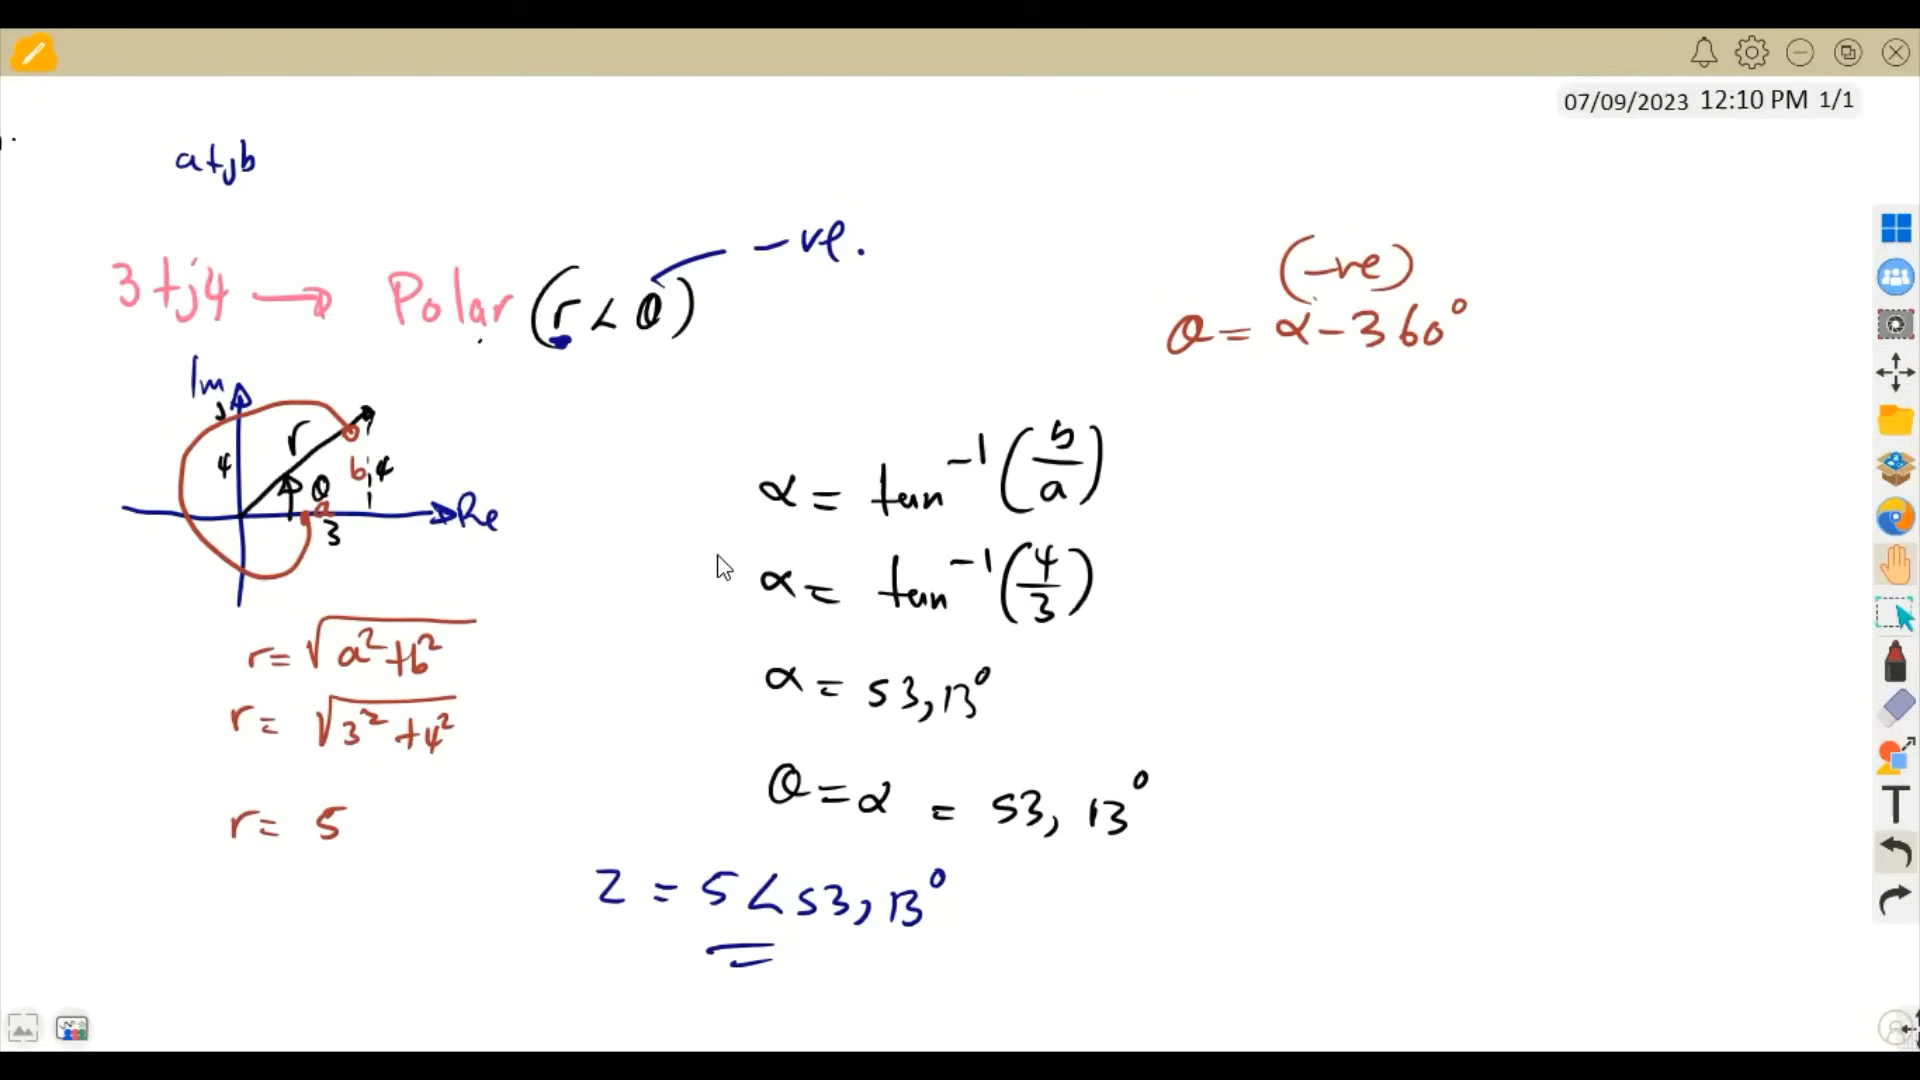 07/09/2023 12:10 PM 1/1
a+jb
-ve.
3+j4 → Polar (r < θ)
(-ve)
θ = α - 360°
Im
j
r
4
θ
b
4
a
3
Re
α = tan⁻¹(b/a)
α = tan⁻¹(4/3)
r = √a²+b²
r = √3²+4²
α = 53,13°
r = 5
θ = α = 53, 13°
Z = 5 < 53, 13°
T